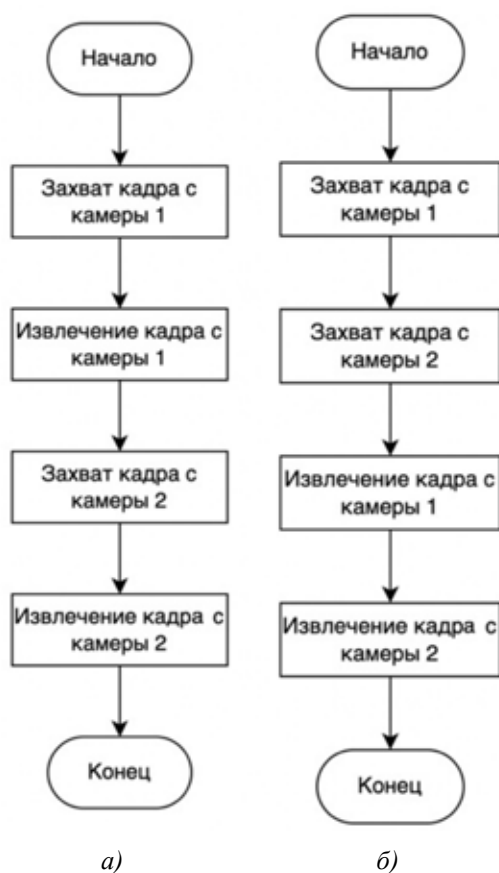 Начало
Захват кадра с
камеры 1
Извлечение кадра с
камеры 1
Захват кадра с
камеры 2
Извлечение кадра с
камеры 2
Конец
а)
Начало
Захват кадра с
камеры 1
Захват кадра с
камеры 2
Извлечение кадра с
камеры 1
Извлечение кадра с
камеры 2
Конец
б)